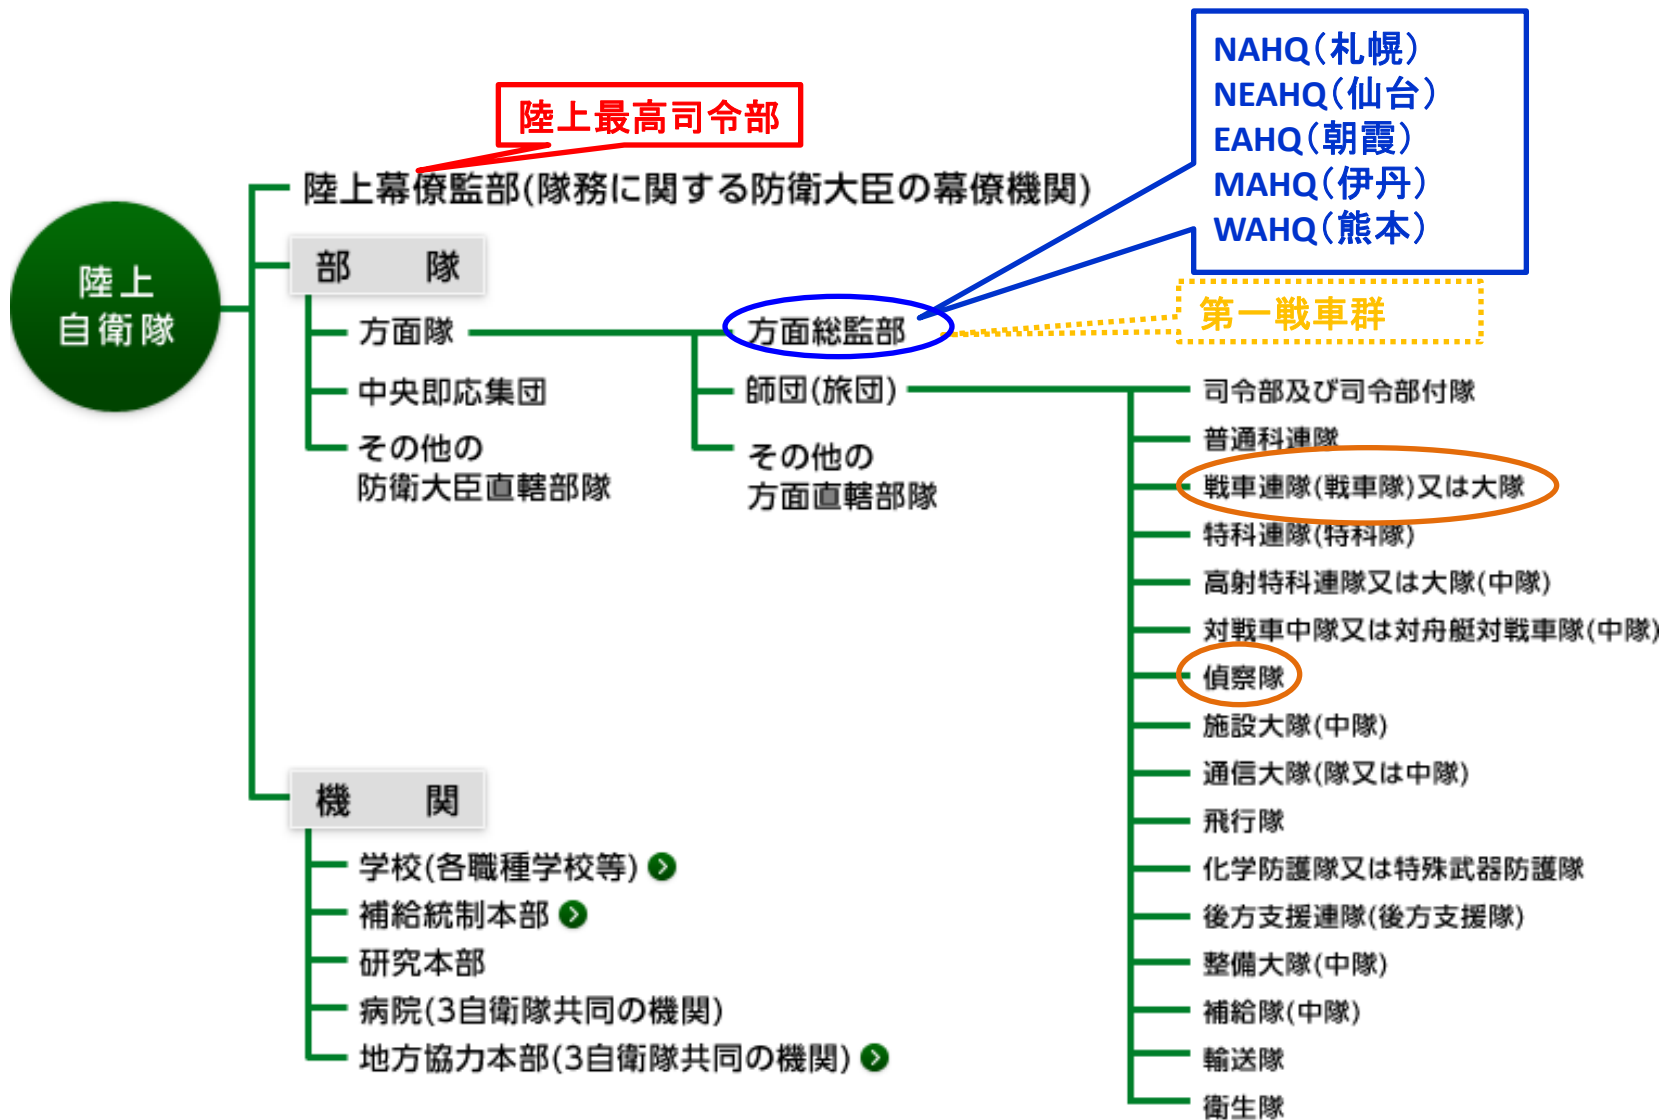 NAHQ(札幌)
NEAHQ(仙台)
EAHQ(朝霞)
MAHQ(伊丹)
WAHQ(熊本)
陸上最高司令部
陸上幕僚監部(隊務に関する防衛大臣の幕僚機関)
陸上
自衛隊
部 隊
方面隊
中央即応集団
その他の
防衛大臣直轄部隊
方面総監部
第一戦車群
師団(旅団)
その他の
方面直轄部隊
司令部及び司令部付隊
普通科連隊
戦車連隊(戦車隊)又は大隊
特科連隊(特科隊)
高射特科連隊又は大隊(中隊)
対戦車中隊又は対舟艇対戦車隊(中隊)
偵察隊
施設大隊(中隊)
通信大隊(隊又は中隊)
飛行隊
化学防護隊又は特殊武器防護隊
後方支援連隊(後方支援隊)
整備大隊(中隊)
補給隊(中隊)
輸送隊
衛生隊
機 関
学校(各職種学校等)
補給統制本部
研究本部
病院(3自衛隊共同の機関)
地方協力本部(3自衛隊共同の機関)